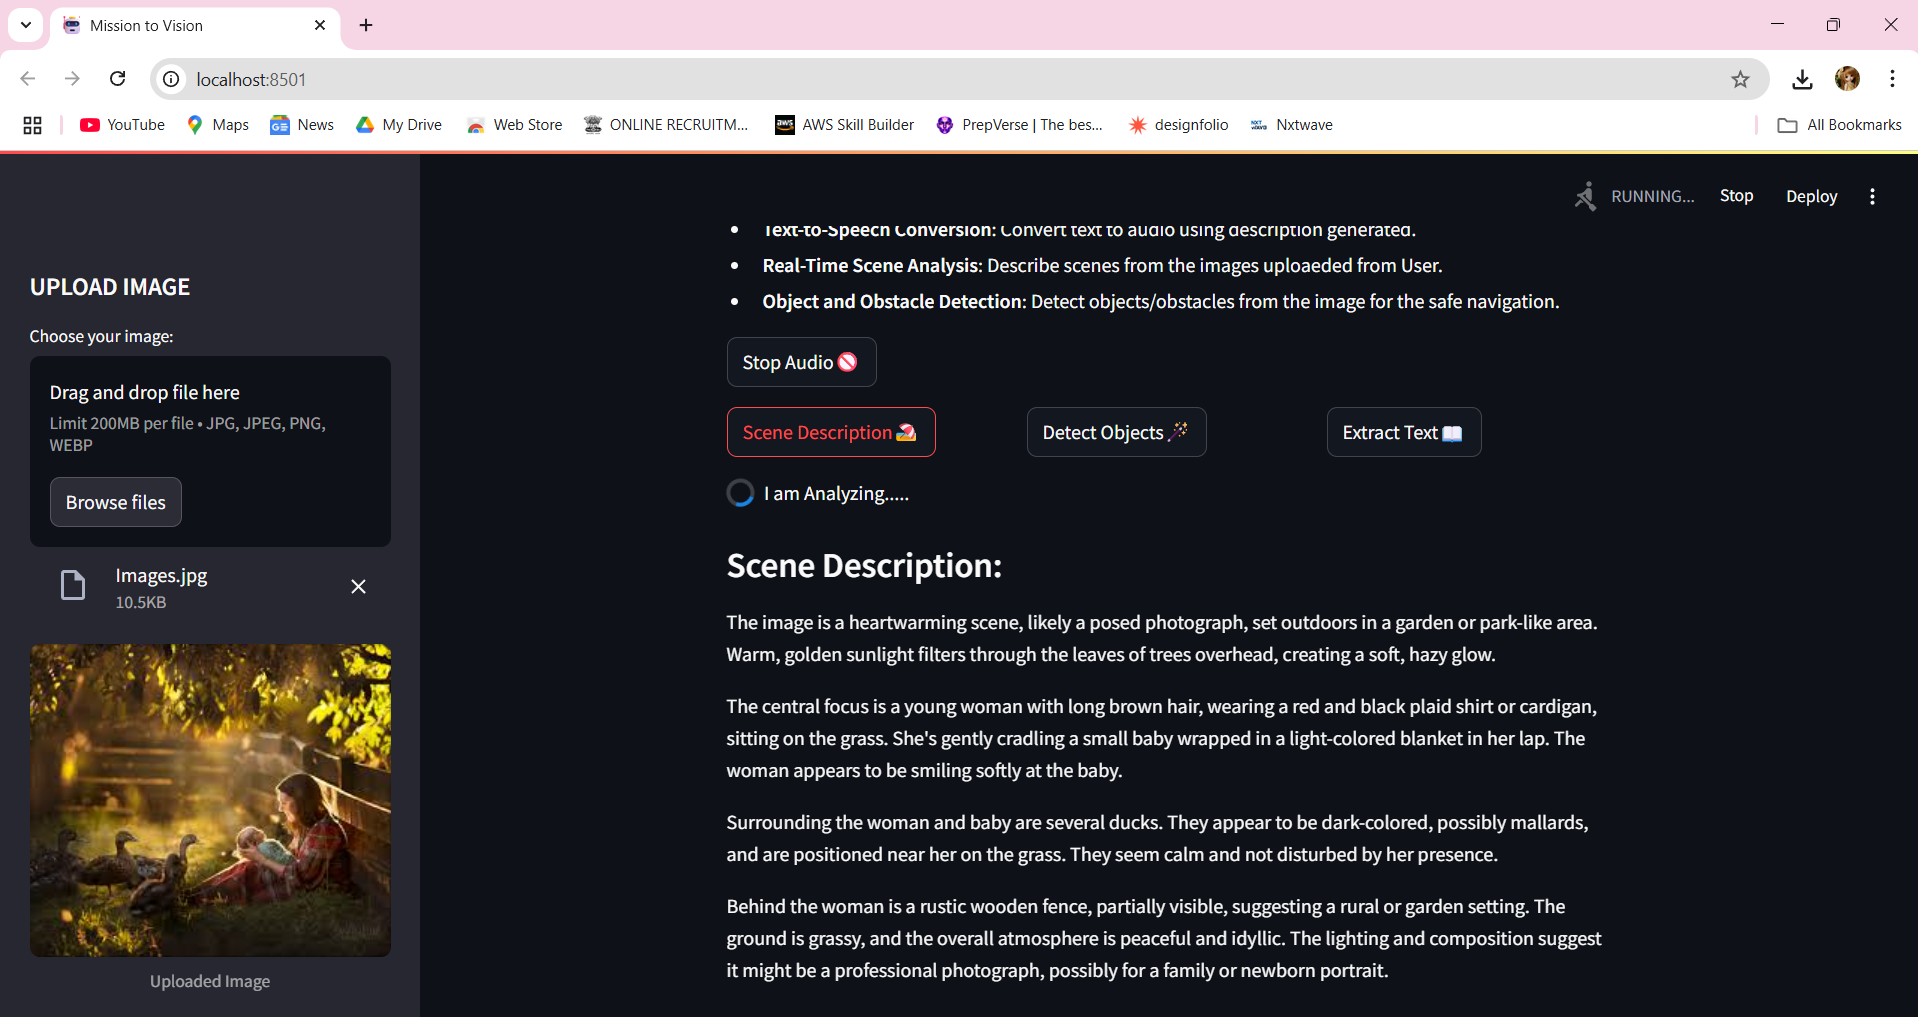 Mission to Vision
localhost:8501
YouTube
Maps
News
My Drive
Web Store
ONLINE RECRUITM...
AWS Skill Builder
PrepVerse | The bes...
designfolio
Nxtwave
All Bookmarks
RUNNING...
Stop
Deploy
UPLOAD IMAGE
Choose your image:
Drag and drop file here
Limit 200MB per file • JPG, JPEG, PNG,
WEBP
Browse files
Images.jpg
10.5KB
Uploaded Image
Text-to-Speech Conversion: Convert text to audio using description generated.
Real-Time Scene Analysis: Describe scenes from the images uploaeded from User.
Object and Obstacle Detection: Detect objects/obstacles from the image for the safe navigation.
Stop Audio
Scene Description
Detect Objects
Extract Text
I am Analyzing.....
Scene Description:
The image is a heartwarming scene, likely a posed photograph, set outdoors in a garden or park-like area.
Warm, golden sunlight filters through the leaves of trees overhead, creating a soft, hazy glow.
The central focus is a young woman with long brown hair, wearing a red and black plaid shirt or cardigan,
sitting on the grass. She's gently cradling a small baby wrapped in a light-colored blanket in her lap. The
woman appears to be smiling softly at the baby.
Surrounding the woman and baby are several ducks. They appear to be dark-colored, possibly mallards,
and are positioned near her on the grass. They seem calm and not disturbed by her presence.
Behind the woman is a rustic wooden fence, partially visible, suggesting a rural or garden setting. The
ground is grassy, and the overall atmosphere is peaceful and idyllic. The lighting and composition suggest
it might be a professional photograph, possibly for a family or newborn portrait.